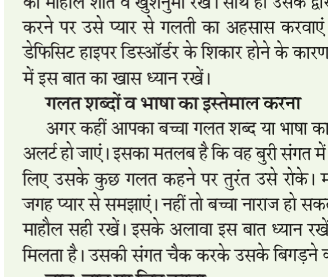 का माहौल शांत व खुशनुमा रखें। साथ ही उसके
करने पर उसे प्यार से गलती का अहसास करवाएं
डेफिसिट हाइपर डिस्ऑर्डर के शिकार होने के कारण
में इस बात का खास ध्यान रखें।
गलत शब्दों व भाषा का इस्तेमाल करना
अगर कहीं आपका बच्चा गलत शब्द या भाषा का
अलर्ट हो जाएं। इसका मतलब है कि वह बुरी संगत में
लिए उसके कुछ गलत कहने पर तुरंत उसे रोके।
जगह प्यार से समझाएं। नहीं तो बच्चा नाराज हो
माहौल सही रखें। इसके अलावा इस बात ध्यान रखें
मिलता है। उसकी संगत चैक करके उसके बिगड़ने